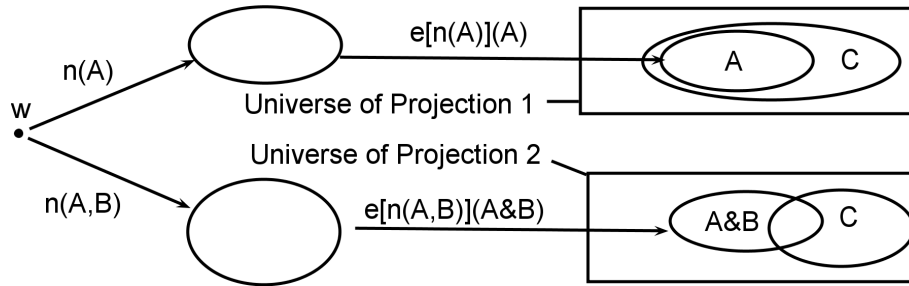 e[n(A)](A)
n(A)
A
C
w
Universe of Projection 1
Universe of Projection 2
n(A,B)
e[n(A,B)](A&B)
A&B
C